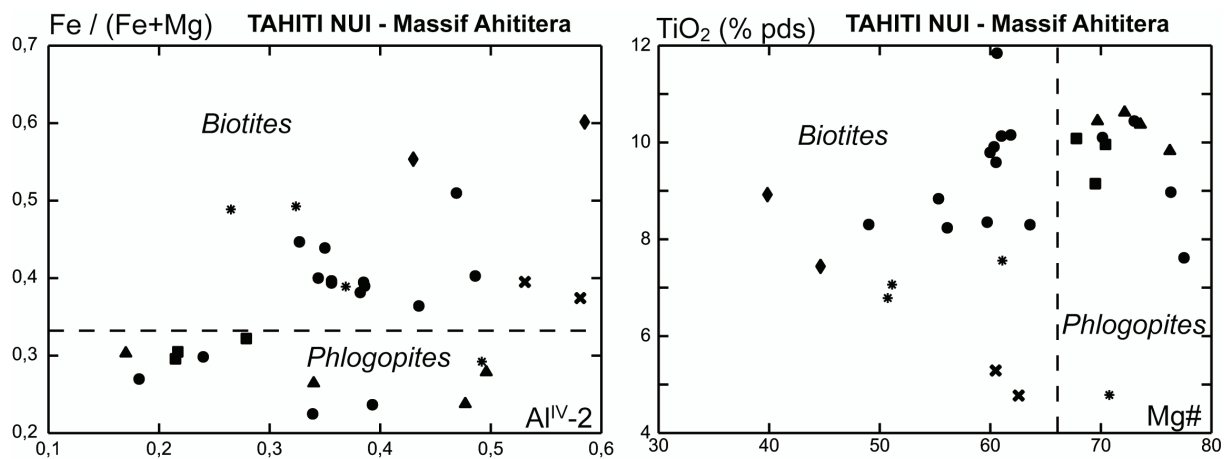 Fe / (Fe+Mg) TAHITI NUI - Massif Ahititera
0,7
0,6
0,5
0,4
0,3
0,2
Biotites
Phlogopites
Al^IV-2
0,1 0,2 0,3 0,4 0,5 0,6
TiO₂ (% pds) TAHITI NUI - Massif Ahititera
12
10
8
6
4
Biotites
Phlogopites
Mg#
30 40 50 60 70 80